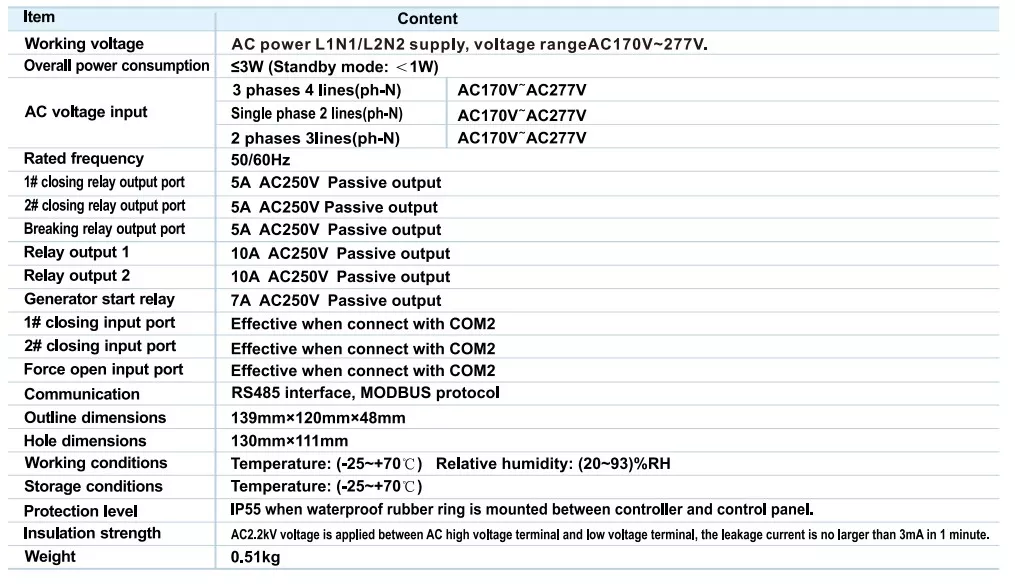 Item Content
Working voltage AC power L1N1/L2N2 supply, voltage rangeAC170V~277V.
Overall power consumption ≤3W (Standby mode: ＜1W)
AC voltage input
3 phases 4 lines(ph-N) AC170V~AC277V
Single phase 2 lines(ph-N) AC170V~AC277V
2 phases 3lines(ph-N) AC170V~AC277V
Rated frequency 50/60Hz
1# closing relay output port 5A AC250V Passive output
2# closing relay output port 5A AC250V Passive output
Breaking relay output port 5A AC250V Passive output
Relay output 1 10A AC250V Passive output
Relay output 2 10A AC250V Passive output
Generator start relay 7A AC250V Passive output
1# closing input port Effective when connect with COM2
2# closing input port Effective when connect with COM2
Force open input port Effective when connect with COM2
Communication RS485 interface, MODBUS protocol
Outline dimensions 139mm×120mm×48mm
Hole dimensions 130mm×111mm
Working conditions Temperature: (-25~+70℃) Relative humidity: (20~93)%RH
Storage conditions Temperature: (-25~+70℃)
Protection level IP55 when waterproof rubber ring is mounted between controller and control panel.
Insulation strength AC2.2kV voltage is applied between AC high voltage terminal and low voltage terminal, the leakage current is no larger than 3mA in 1 minute.
Weight 0.51kg